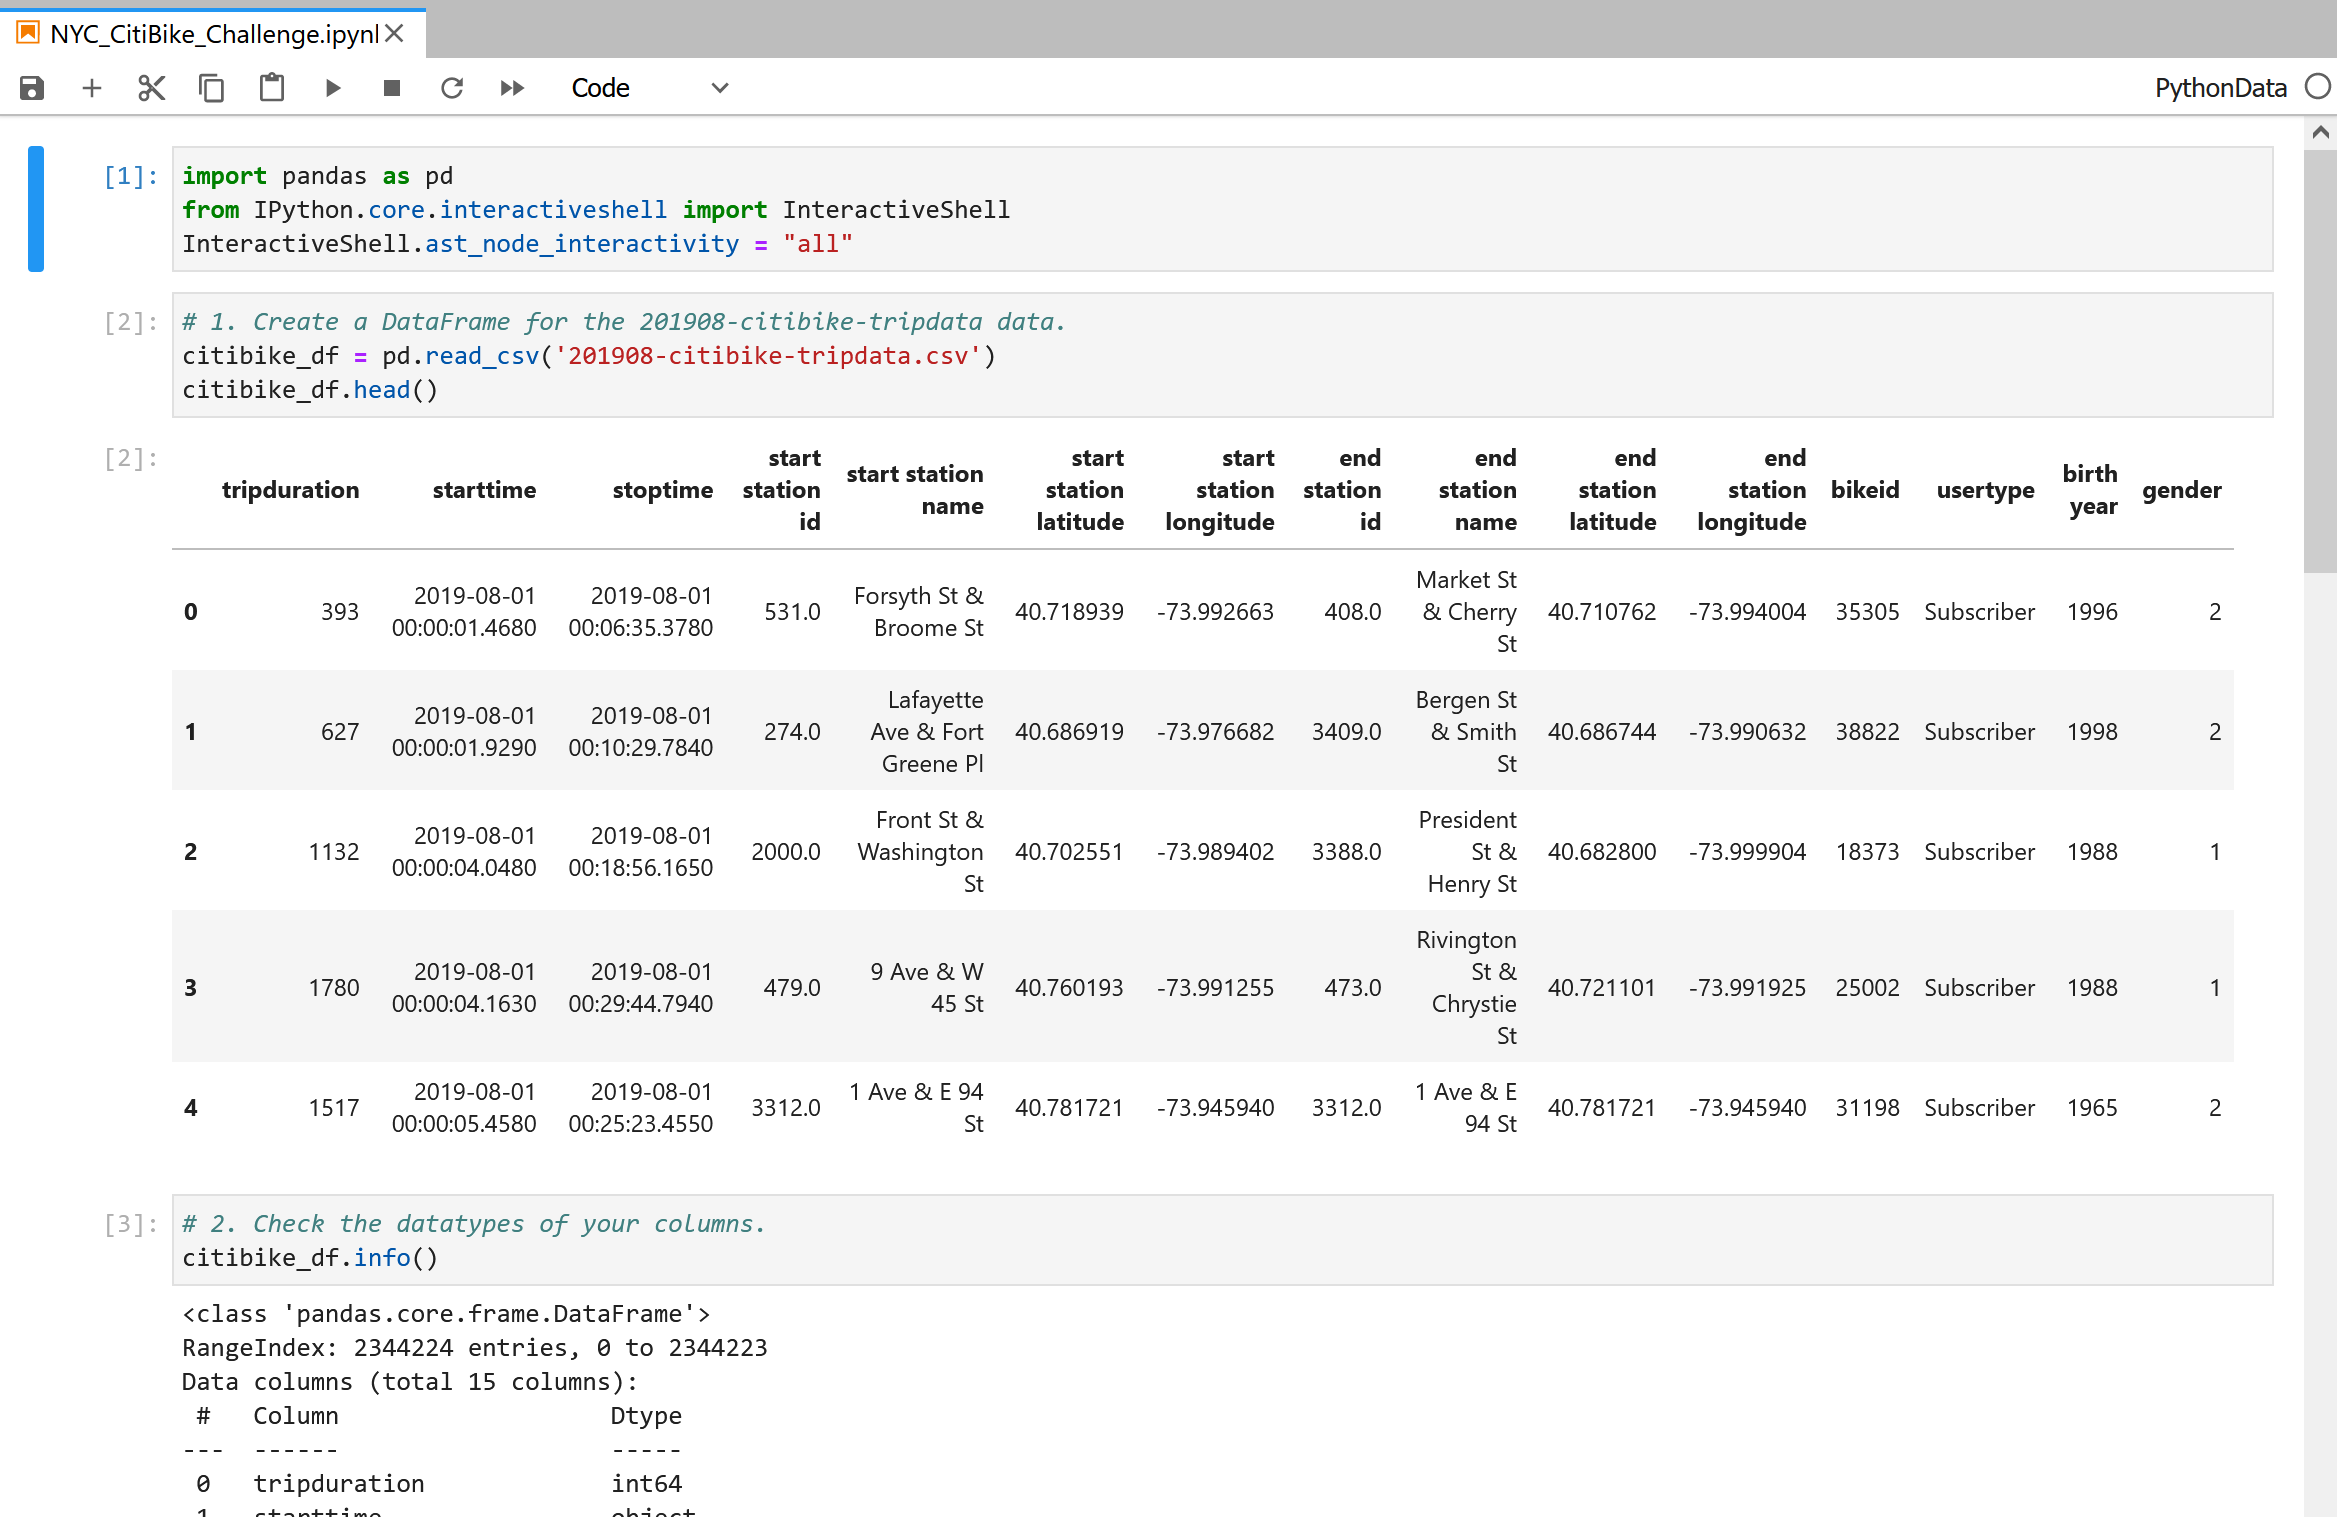 NYC_CitiBike_Challenge.ipynl
Code
PythonData
[1]:
import pandas as pd
from IPython.core.interactiveshell import InteractiveShell
InteractiveShell.ast_node_interactivity = "all"
[2]:
# 1. Create a DataFrame for the 201908-citibike-tripdata data.
citibike_df = pd.read_csv('201908-citibike-tripdata.csv')
citibike_df.head()
[2]:
tripduration starttime stoptime start station id start station name start station latitude start station longitude end station id end station name end station latitude end station longitude bikeid usertype birth year gender
0 393 2019-08-01 00:00:01.4680 2019-08-01 00:06:35.3780 531.0 Forsyth St & Broome St 40.718939 -73.992663 408.0 Market St & Cherry St 40.710762 -73.994004 35305 Subscriber 1996 2
1 627 2019-08-01 00:00:01.9290 2019-08-01 00:10:29.7840 274.0 Lafayette Ave & Fort Greene Pl 40.686919 -73.976682 3409.0 Bergen St & Smith St 40.686744 -73.990632 38822 Subscriber 1998 2
2 1132 2019-08-01 00:00:04.0480 2019-08-01 00:18:56.1650 2000.0 Front St & Washington St 40.702551 -73.989402 3388.0 President St & Henry St 40.682800 -73.999904 18373 Subscriber 1988 1
3 1780 2019-08-01 00:00:04.1630 2019-08-01 00:29:44.7940 479.0 9 Ave & W 45 St 40.760193 -73.991255 473.0 Rivington St & Chrystie St 40.721101 -73.991925 25002 Subscriber 1988 1
4 1517 2019-08-01 00:00:05.4580 2019-08-01 00:25:23.4550 3312.0 1 Ave & E 94 St 40.781721 -73.945940 3312.0 1 Ave & E 94 St 40.781721 -73.945940 31198 Subscriber 1965 2
[3]:
# 2. Check the datatypes of your columns.
citibike_df.info()
<class 'pandas.core.frame.DataFrame'>
RangeIndex: 2344224 entries, 0 to 2344223
Data columns (total 15 columns):
# Column Dtype
--- ------ -----
0 tripduration int64
1 starttime object